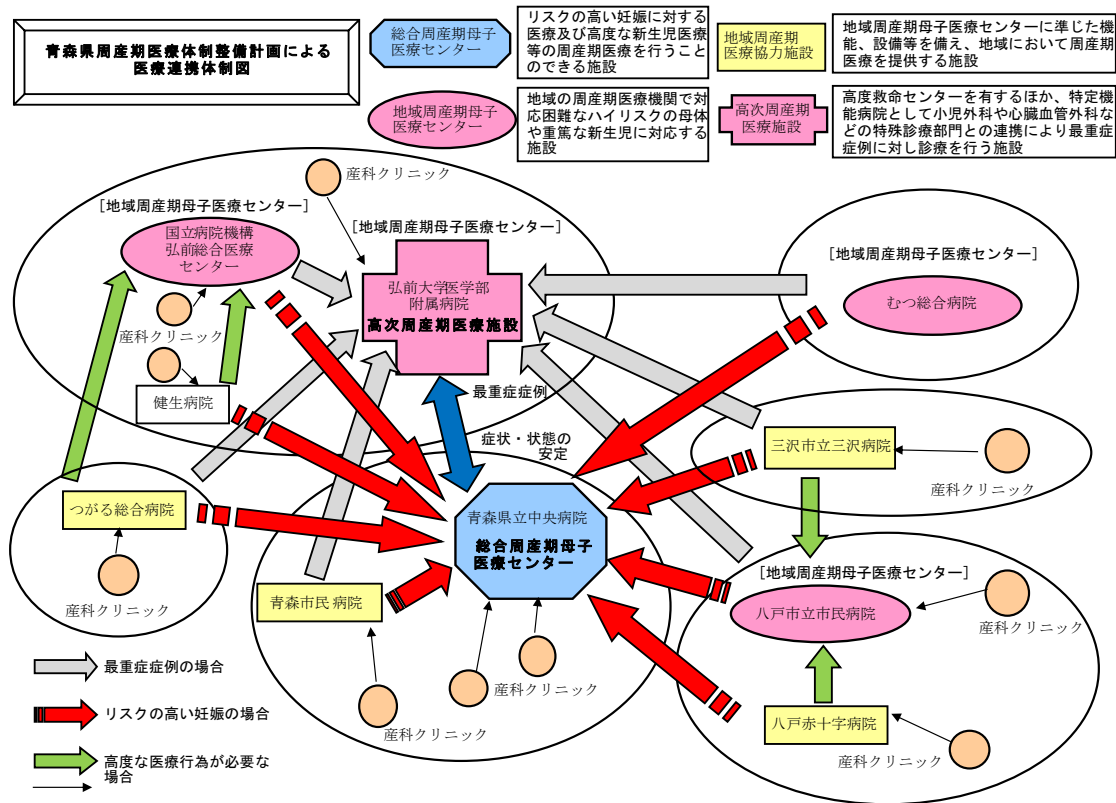 青森県周産期医療体制整備計画による
医療連携体制図
総合周産期母子
医療センター
リスクの高い妊娠に対する
医療及び高度な新生児医療
等の周産期医療を行うこと
のできる施設
地域周産期
医療協力施設
地域周産期母子医療センターに準じた機
能、設備等を備え、地域において周産期
医療を提供する施設
地域周産期母子
医療センター
地域の周産期医療機関で対
応困難なハイリスクの母体
や重篤な新生児に対応する
施設
高次周産期
医療施設
高度救命センターを有するほか、特定機
能病院として小児外科や心臓血管外科な
どの特殊診療部門との連携により最重症
症例に対し診療を行う施設
産科クリニック
[地域周産期母子医療センター]
国立病院機構
弘前総合医療
センター
[地域周産期母子医療センター]
弘前大学医学部
附属病院
高次周産期医療施設
[地域周産期母子医療センター]
むつ総合病院
産科クリニック
健生病院
最重症症例
症状・状態の
安定
三沢市立三沢病院
産科クリニック
つがる総合病院
産科クリニック
青森県立中央病院
総合周産期母子
医療センター
青森市民病院
産科クリニック
産科クリニック
[地域周産期母子医療センター]
八戸市立市民病院
産科クリニック
八戸赤十字病院
産科クリニック
最重症症例の場合
リスクの高い妊娠の場合
高度な医療行為が必要な
場合